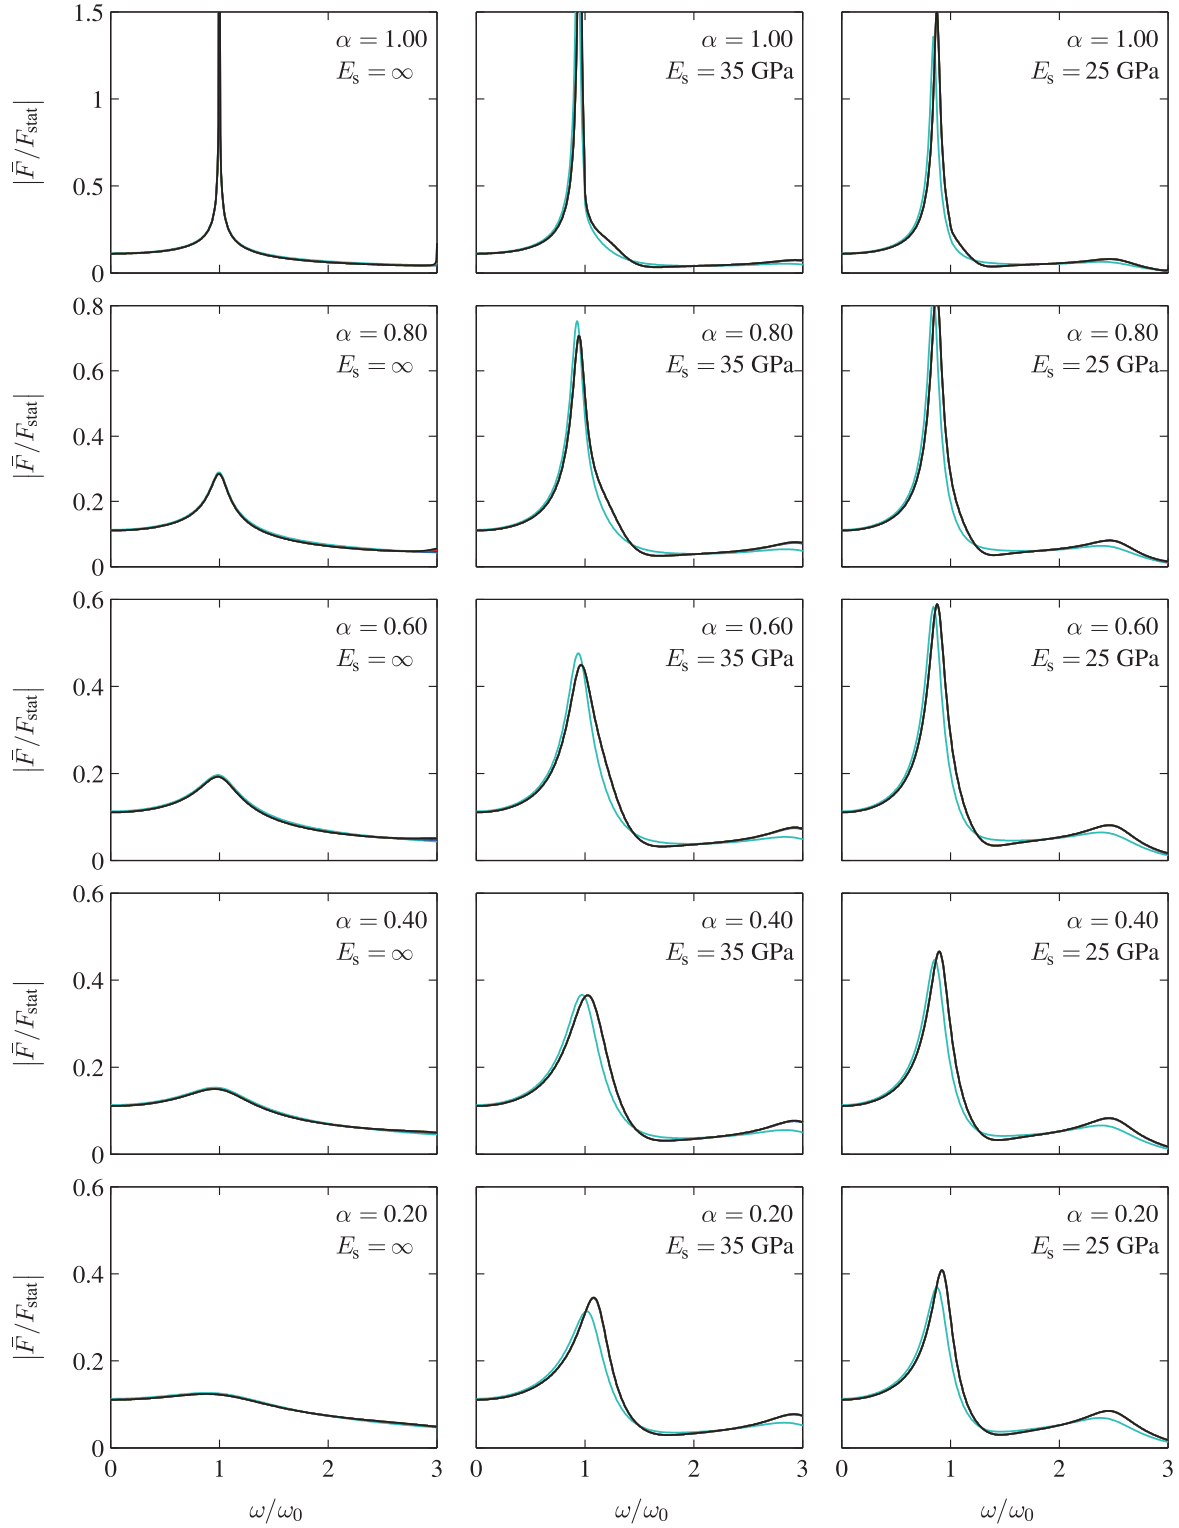 1.5
1
0.5
0
|F̄/F_stat|
α = 1.00
E_s = ∞
α = 1.00
E_s = 35 GPa
α = 1.00
E_s = 25 GPa
0.8
0.6
0.4
0.2
0
|F̄/F_stat|
α = 0.80
E_s = ∞
α = 0.80
E_s = 35 GPa
α = 0.80
E_s = 25 GPa
0.6
0.4
0.2
0
|F̄/F_stat|
α = 0.60
E_s = ∞
α = 0.60
E_s = 35 GPa
α = 0.60
E_s = 25 GPa
0.6
0.4
0.2
0
|F̄/F_stat|
α = 0.40
E_s = ∞
α = 0.40
E_s = 35 GPa
α = 0.40
E_s = 25 GPa
0.6
0.4
0.2
0
|F̄/F_stat|
α = 0.20
E_s = ∞
α = 0.20
E_s = 35 GPa
α = 0.20
E_s = 25 GPa
0 1 2 3 0 1 2 3 0 1 2 3
ω/ω₀ ω/ω₀ ω/ω₀